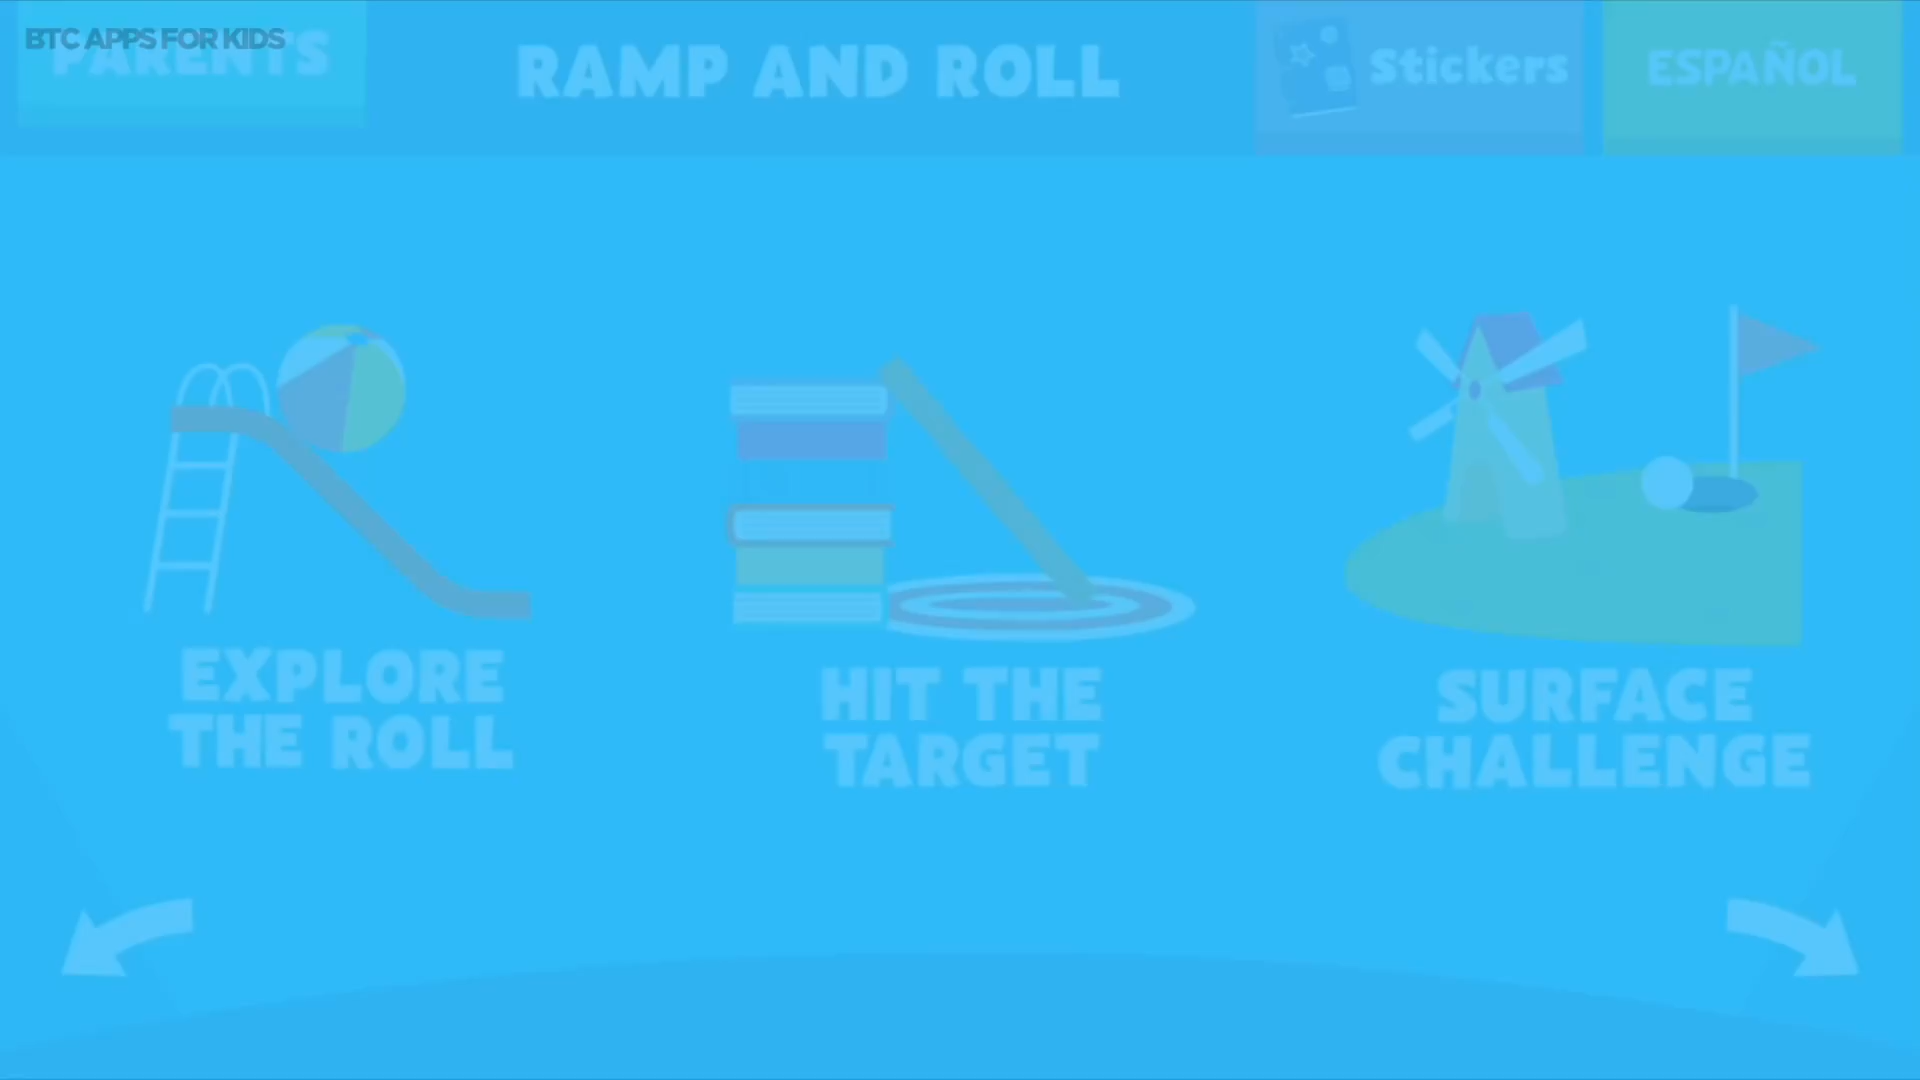 BTC APPS FOR KIDS
PARENTS
RAMP AND ROLL
Stickers
ESPAÑOL
EXPLORE
THE ROLL
HIT THE
TARGET
SURFACE
CHALLENGE